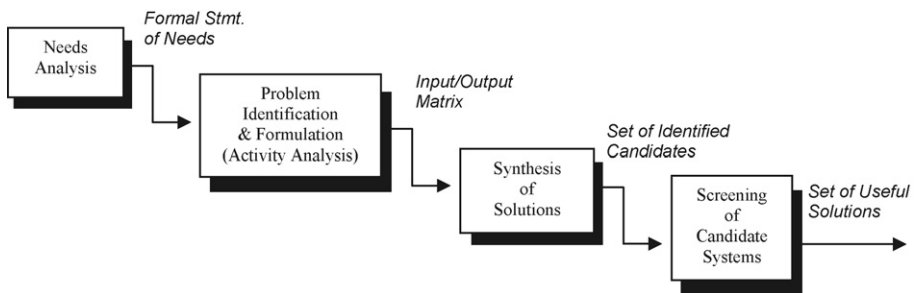 Formal Stmt.
of Needs
Needs
Analysis
Problem
Identification
& Formulation
(Activity Analysis)
Input/Output
Matrix
Synthesis
of
Solutions
Set of Identified
Candidates
Screening
of
Candidate
Systems
Set of Useful
Solutions